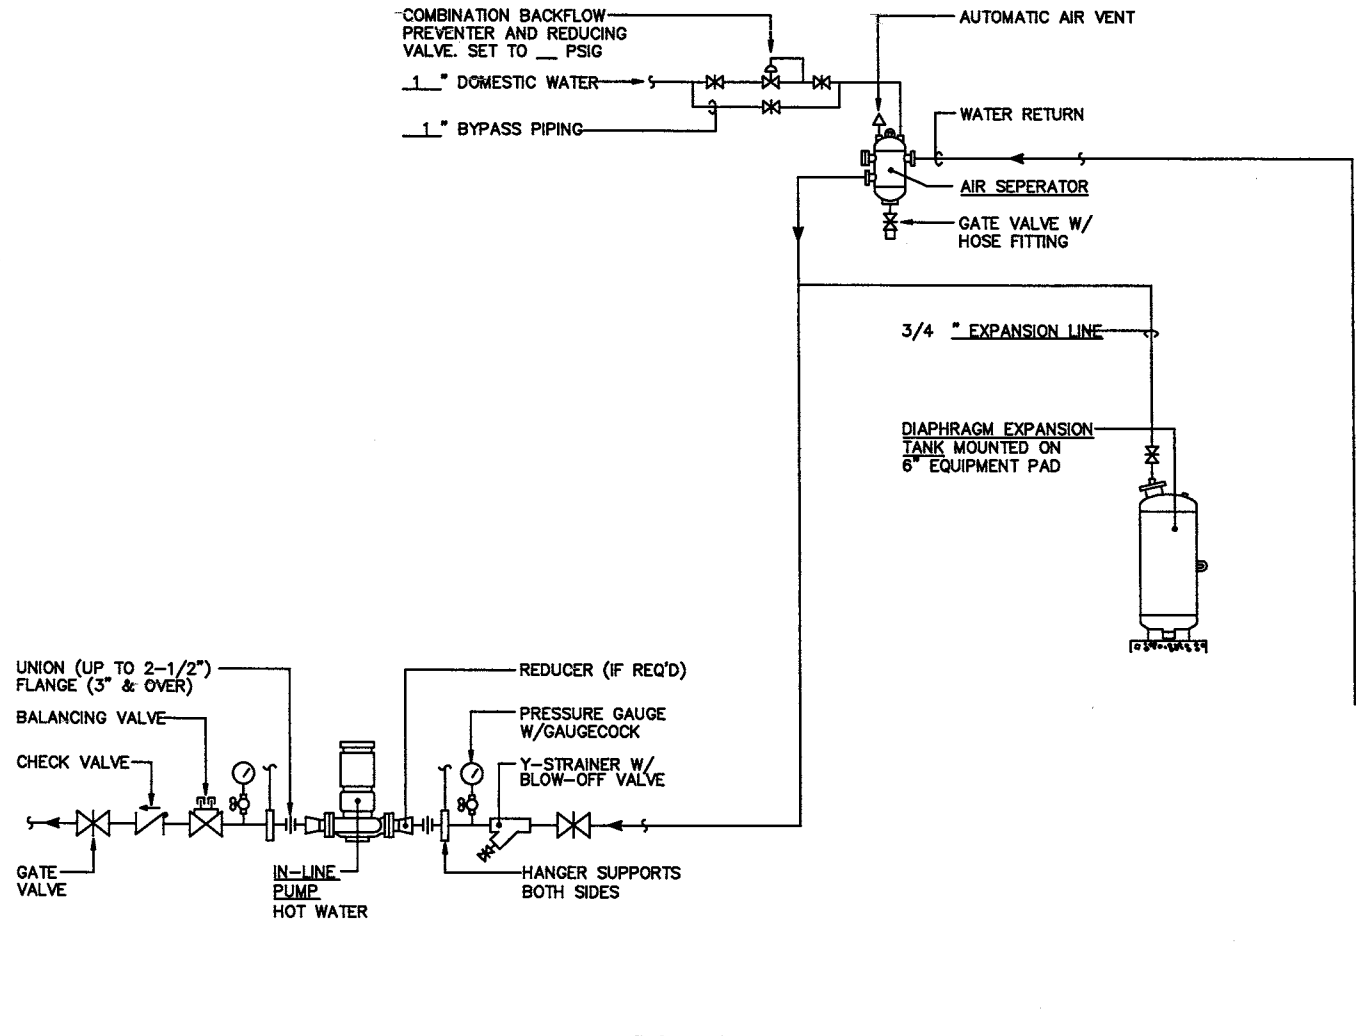 COMBINATION BACKFLOW
PREVENTER AND REDUCING
VALVE. SET TO __ PSIG
1 " DOMESTIC WATER
1 " BYPASS PIPING
AUTOMATIC AIR VENT
WATER RETURN
AIR SEPERATOR
GATE VALVE W/
HOSE FITTING
3/4 " EXPANSION LINE
DIAPHRAGM EXPANSION
TANK MOUNTED ON
6" EQUIPMENT PAD
UNION (UP TO 2-1/2")
FLANGE (3" & OVER)
BALANCING VALVE
CHECK VALVE
GATE
VALVE
IN-LINE
PUMP
HOT WATER
REDUCER (IF REQ'D)
PRESSURE GAUGE
W/GAUGECOCK
Y-STRAINER W/
BLOW-OFF VALVE
HANGER SUPPORTS
BOTH SIDES